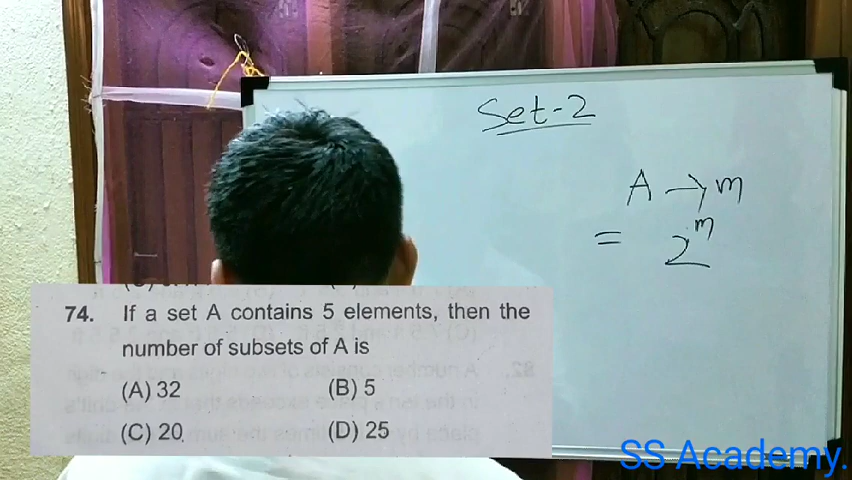 Set-2
A → m
= 2^m
74. If a set A contains 5 elements, then the
number of subsets of A is
(A) 32 (B) 5
(C) 20 (D) 25
SS Academy.